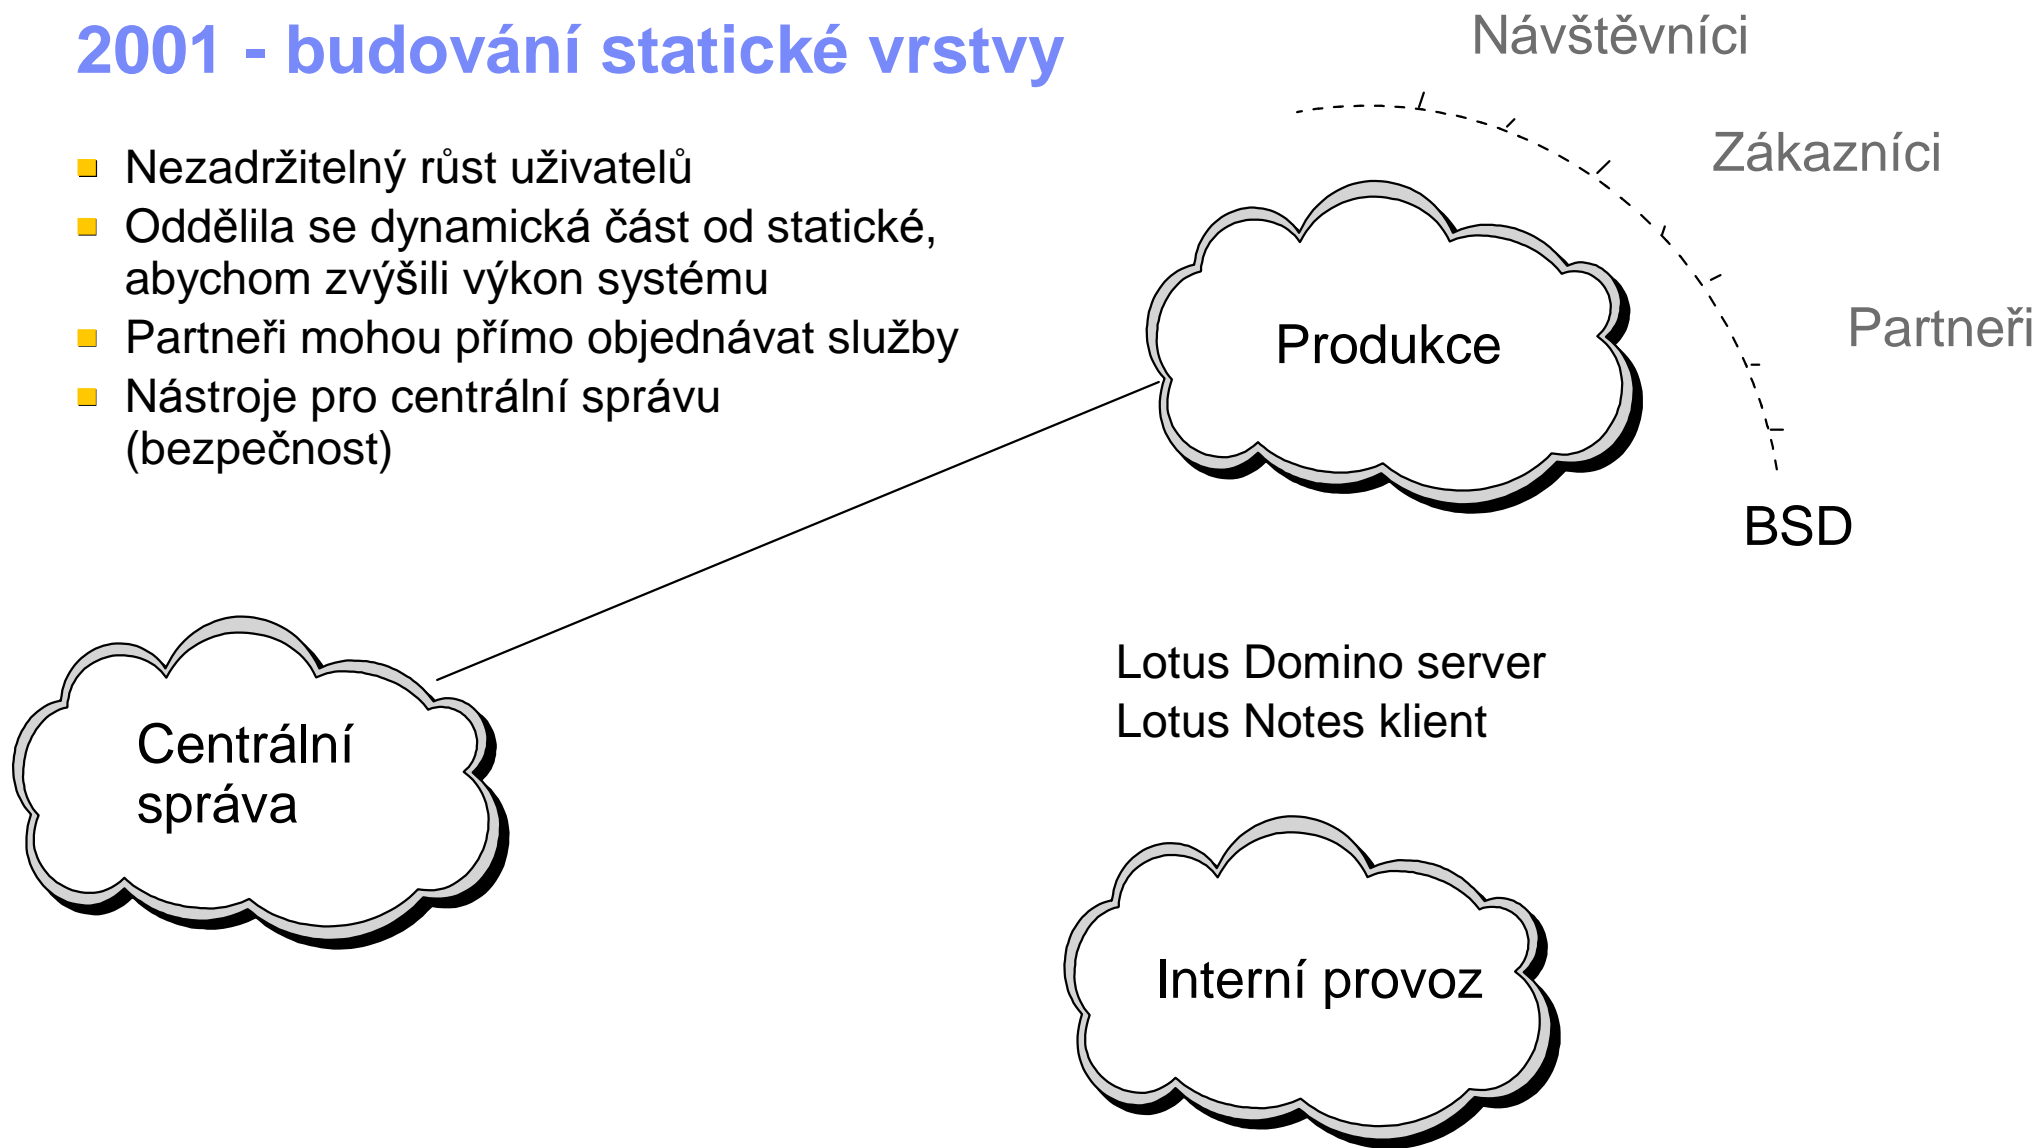 2001 - budování statické vrstvy
Návštěvníci
Zákazníci
Partneři
Nezadržitelný růst uživatelů
Oddělila se dynamická část od statické,
abychom zvýšili výkon systému
Partneři mohou přímo objednávat služby
Nástroje pro centrální správu
(bezpečnost)
Produkce
BSD
Lotus Domino server
Lotus Notes klient
Centrální
správa
Interní provoz